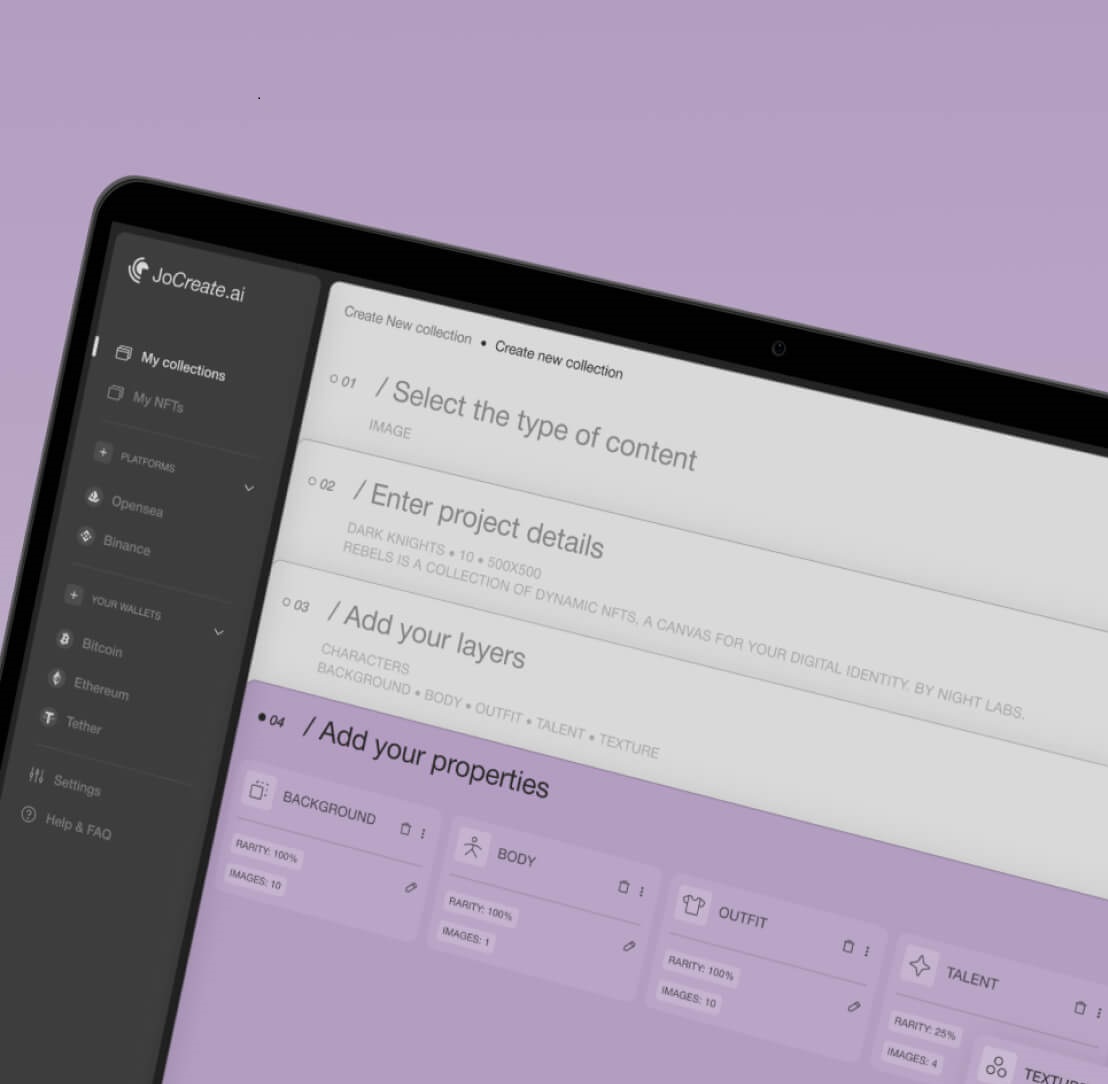 JoCreate.ai
My collections
My NFTs
PLATFORMS
Opensea
Binance
YOUR WALLETS
Bitcoin
Ethereum
Tether
Settings
Help & FAQ
Create New collection • Create new collection
01 / Select the type of content
IMAGE
02 / Enter project details
DARK KNIGHTS • 10 • 500X500
REBELS IS A COLLECTION OF DYNAMIC NFTS, A CANVAS FOR YOUR DIGITAL IDENTITY. BY NIGHT LABS.
03 / Add your layers
CHARACTERS
BACKGROUND • BODY • OUTFIT • TALENT • TEXTURE
04 / Add your properties
BACKGROUND
RARITY: 100%
IMAGES: 10
BODY
RARITY: 100%
IMAGES: 1
OUTFIT
RARITY: 100%
IMAGES: 10
TALENT
RARITY: 25%
IMAGES: 4
TEXTURE